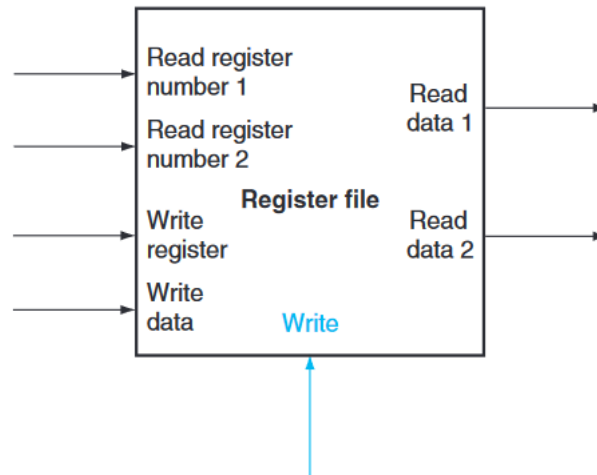 Read register
number 1
Read
data 1
Read register
number 2
Register file
Write
register
Read
data 2
Write
data
Write